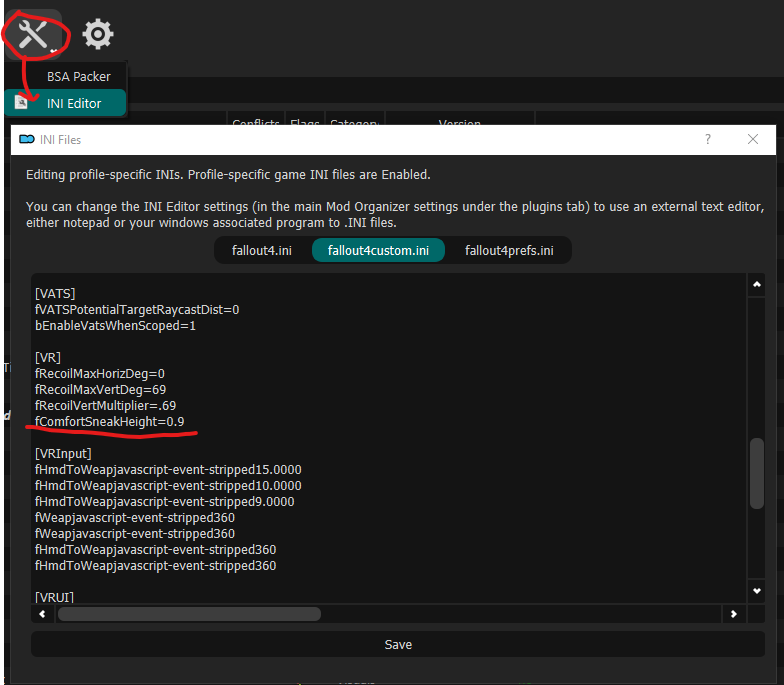 BSA Packer
INI Editor
Conflicts Flags Category Version
INI Files
?
Editing profile-specific INIs. Profile-specific game INI files are Enabled.
You can change the INI Editor settings (in the main Mod Organizer settings under the plugins tab) to use an external text editor,
either notepad or your windows associated program to .INI files.
fallout4.ini fallout4custom.ini fallout4prefs.ini
[VATS]
fVATSPotentialTargetRaycastDist=0
bEnableVatsWhenScoped=1
[VR]
fRecoilMaxHorizDeg=0
fRecoilMaxVertDeg=69
fRecoilVertMultiplier=.69
fComfortSneakHeight=0.9
[VRInput]
fHmdToWeapjavascript-event-stripped15.0000
fHmdToWeapjavascript-event-stripped10.0000
fHmdToWeapjavascript-event-stripped9.0000
fWeapjavascript-event-stripped360
fWeapjavascript-event-stripped360
fHmdToWeapjavascript-event-stripped360
fHmdToWeapjavascript-event-stripped360
[VRUI]
Save